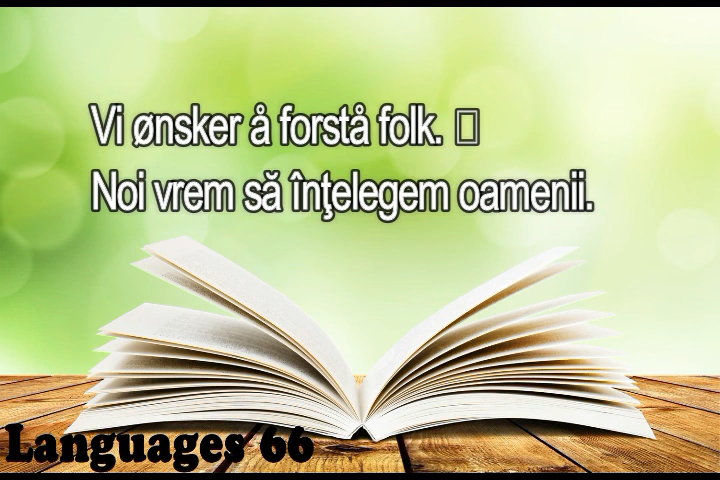 Vi ønsker å forstå folk.
Noi vrem să înţelegem oamenii.
Languages 66